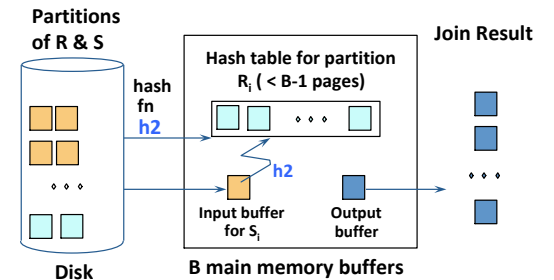 Partitions
of R & S
Join Result
Hash table for partition
Ri ( < B-1 pages)
hash
fn
h2
h2
Input buffer
for Si
Output
buffer
Disk
B main memory buffers